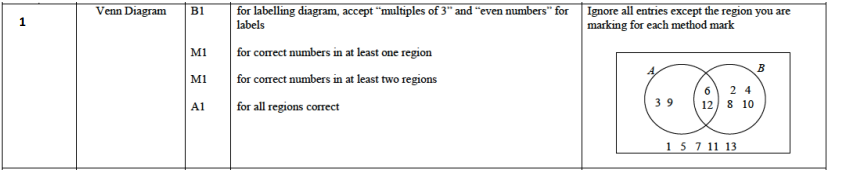 1
Venn Diagram
B1
for labelling diagram, accept “multiples of 3” and “even numbers” for
labels
M1
for correct numbers in at least one region
M1
for correct numbers in at least two regions
A1
for all regions correct
Ignore all entries except the region you are
marking for each method mark
A B
6 2 4
3 9 12 8 10
1 5 7 11 13